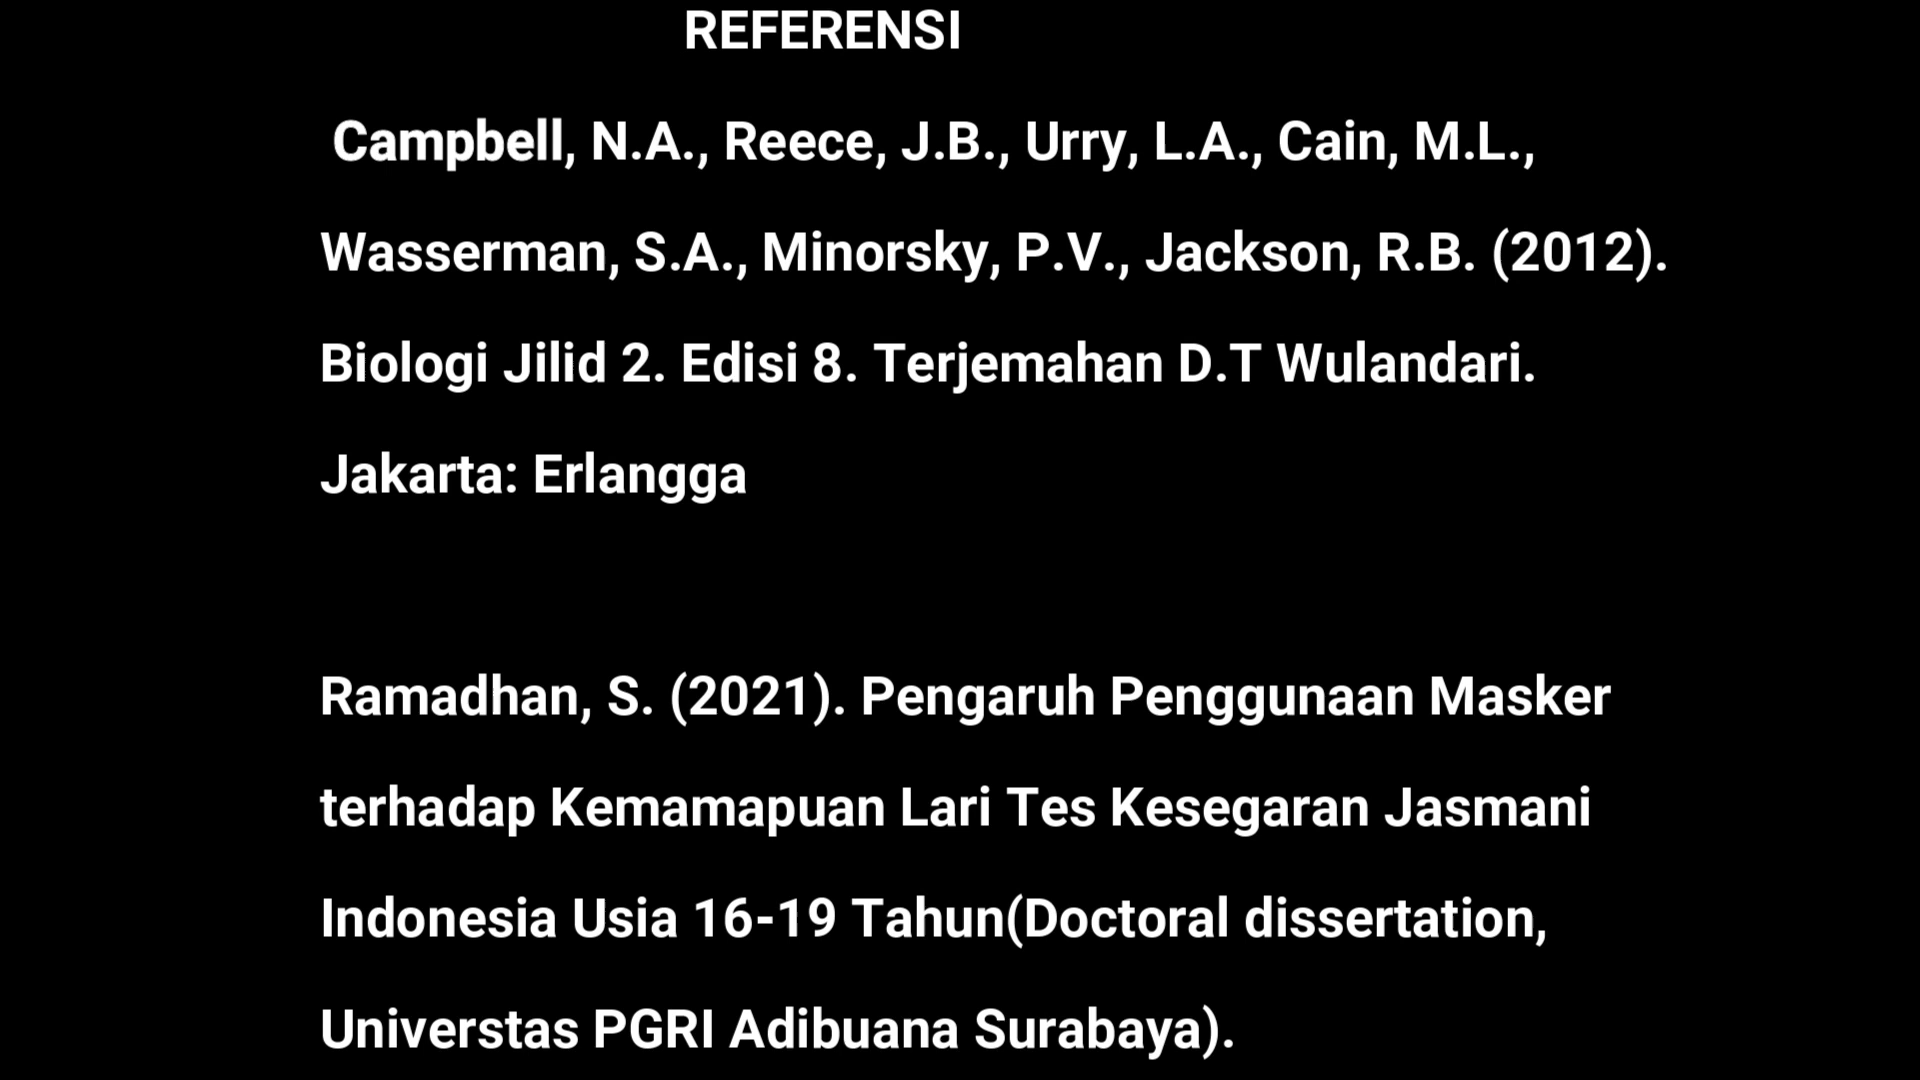 REFERENSI
Campbell, N.A., Reece, J.B., Urry, L.A., Cain, M.L.,
Wasserman, S.A., Minorsky, P.V., Jackson, R.B. (2012).
Biologi Jilid 2. Edisi 8. Terjemahan D.T Wulandari.
Jakarta: Erlangga
Ramadhan, S. (2021). Pengaruh Penggunaan Masker
terhadap Kemamapuan Lari Tes Kesegaran Jasmani
Indonesia Usia 16-19 Tahun(Doctoral dissertation,
Universtas PGRI Adibuana Surabaya).